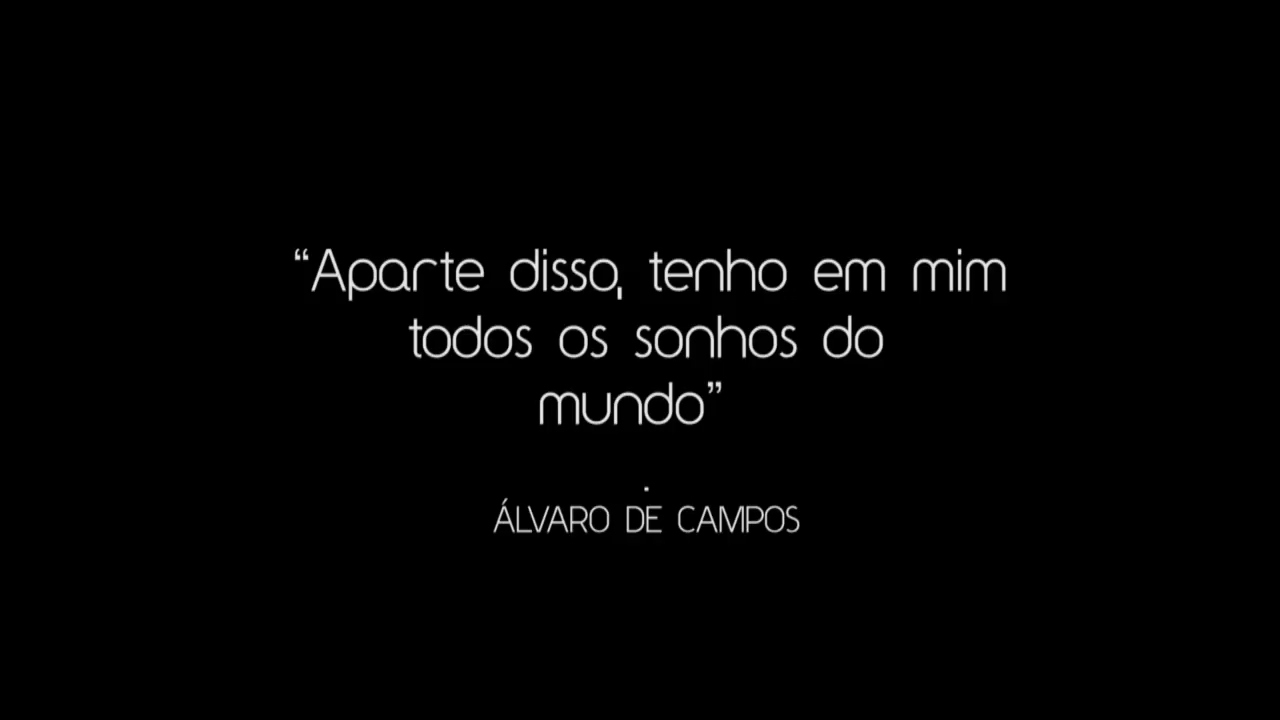 “Aparte disso, tenho em mim
todos os sonhos do
mundo”
.
ÁLVARO DE CAMPOS